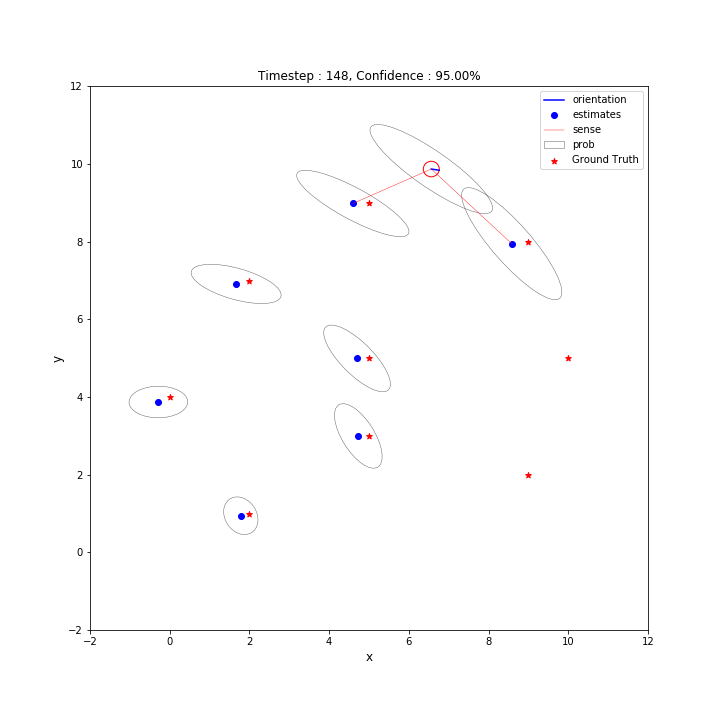 Timestep : 148, Confidence : 95.00%
12
10
8
6
4
2
0
−2
y
−2 0 2 4 6 8 10 12
x
orientation
estimates
sense
prob
Ground Truth